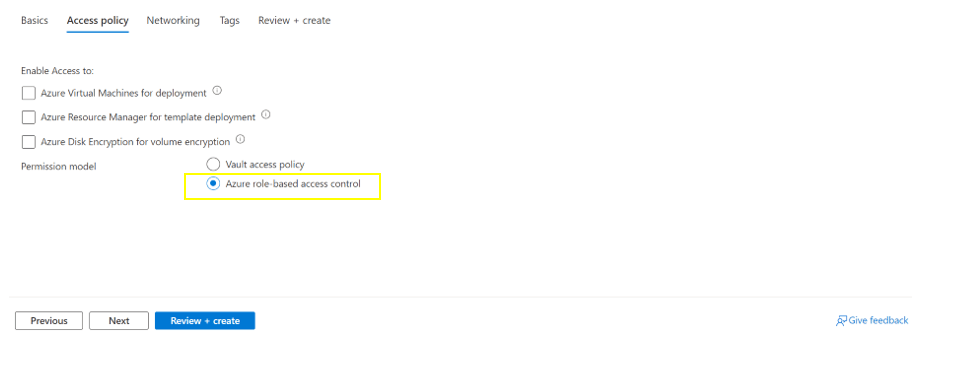 Basics Access policy Networking Tags Review + create
Enable Access to:
Azure Virtual Machines for deployment
Azure Resource Manager for template deployment
Azure Disk Encryption for volume encryption
Permission model
Vault access policy
Azure role-based access control
Previous Next Review + create Give feedback